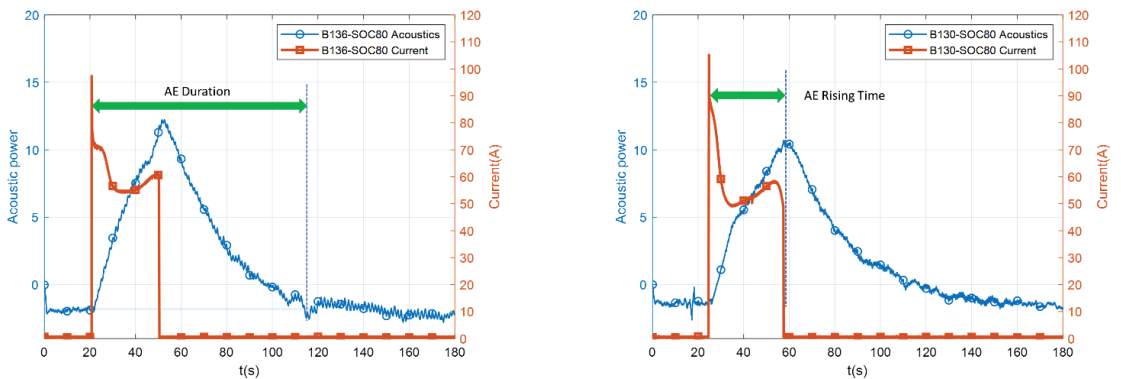 B136-SOC80 Acoustics
B136-SOC80 Current
AE Duration
Acoustic power
Current(A)
20
15
10
5
0
120
110
100
90
80
70
60
50
40
30
20
10
0
0 20 40 60 80 100 120 140 160 180
t(s)
B130-SOC80 Acoustics
B130-SOC80 Current
AE Rising Time
Acoustic power
Current(A)
20
15
10
5
0
120
110
100
90
80
70
60
50
40
30
20
10
0
0 20 40 60 80 100 120 140 160 180
t(s)